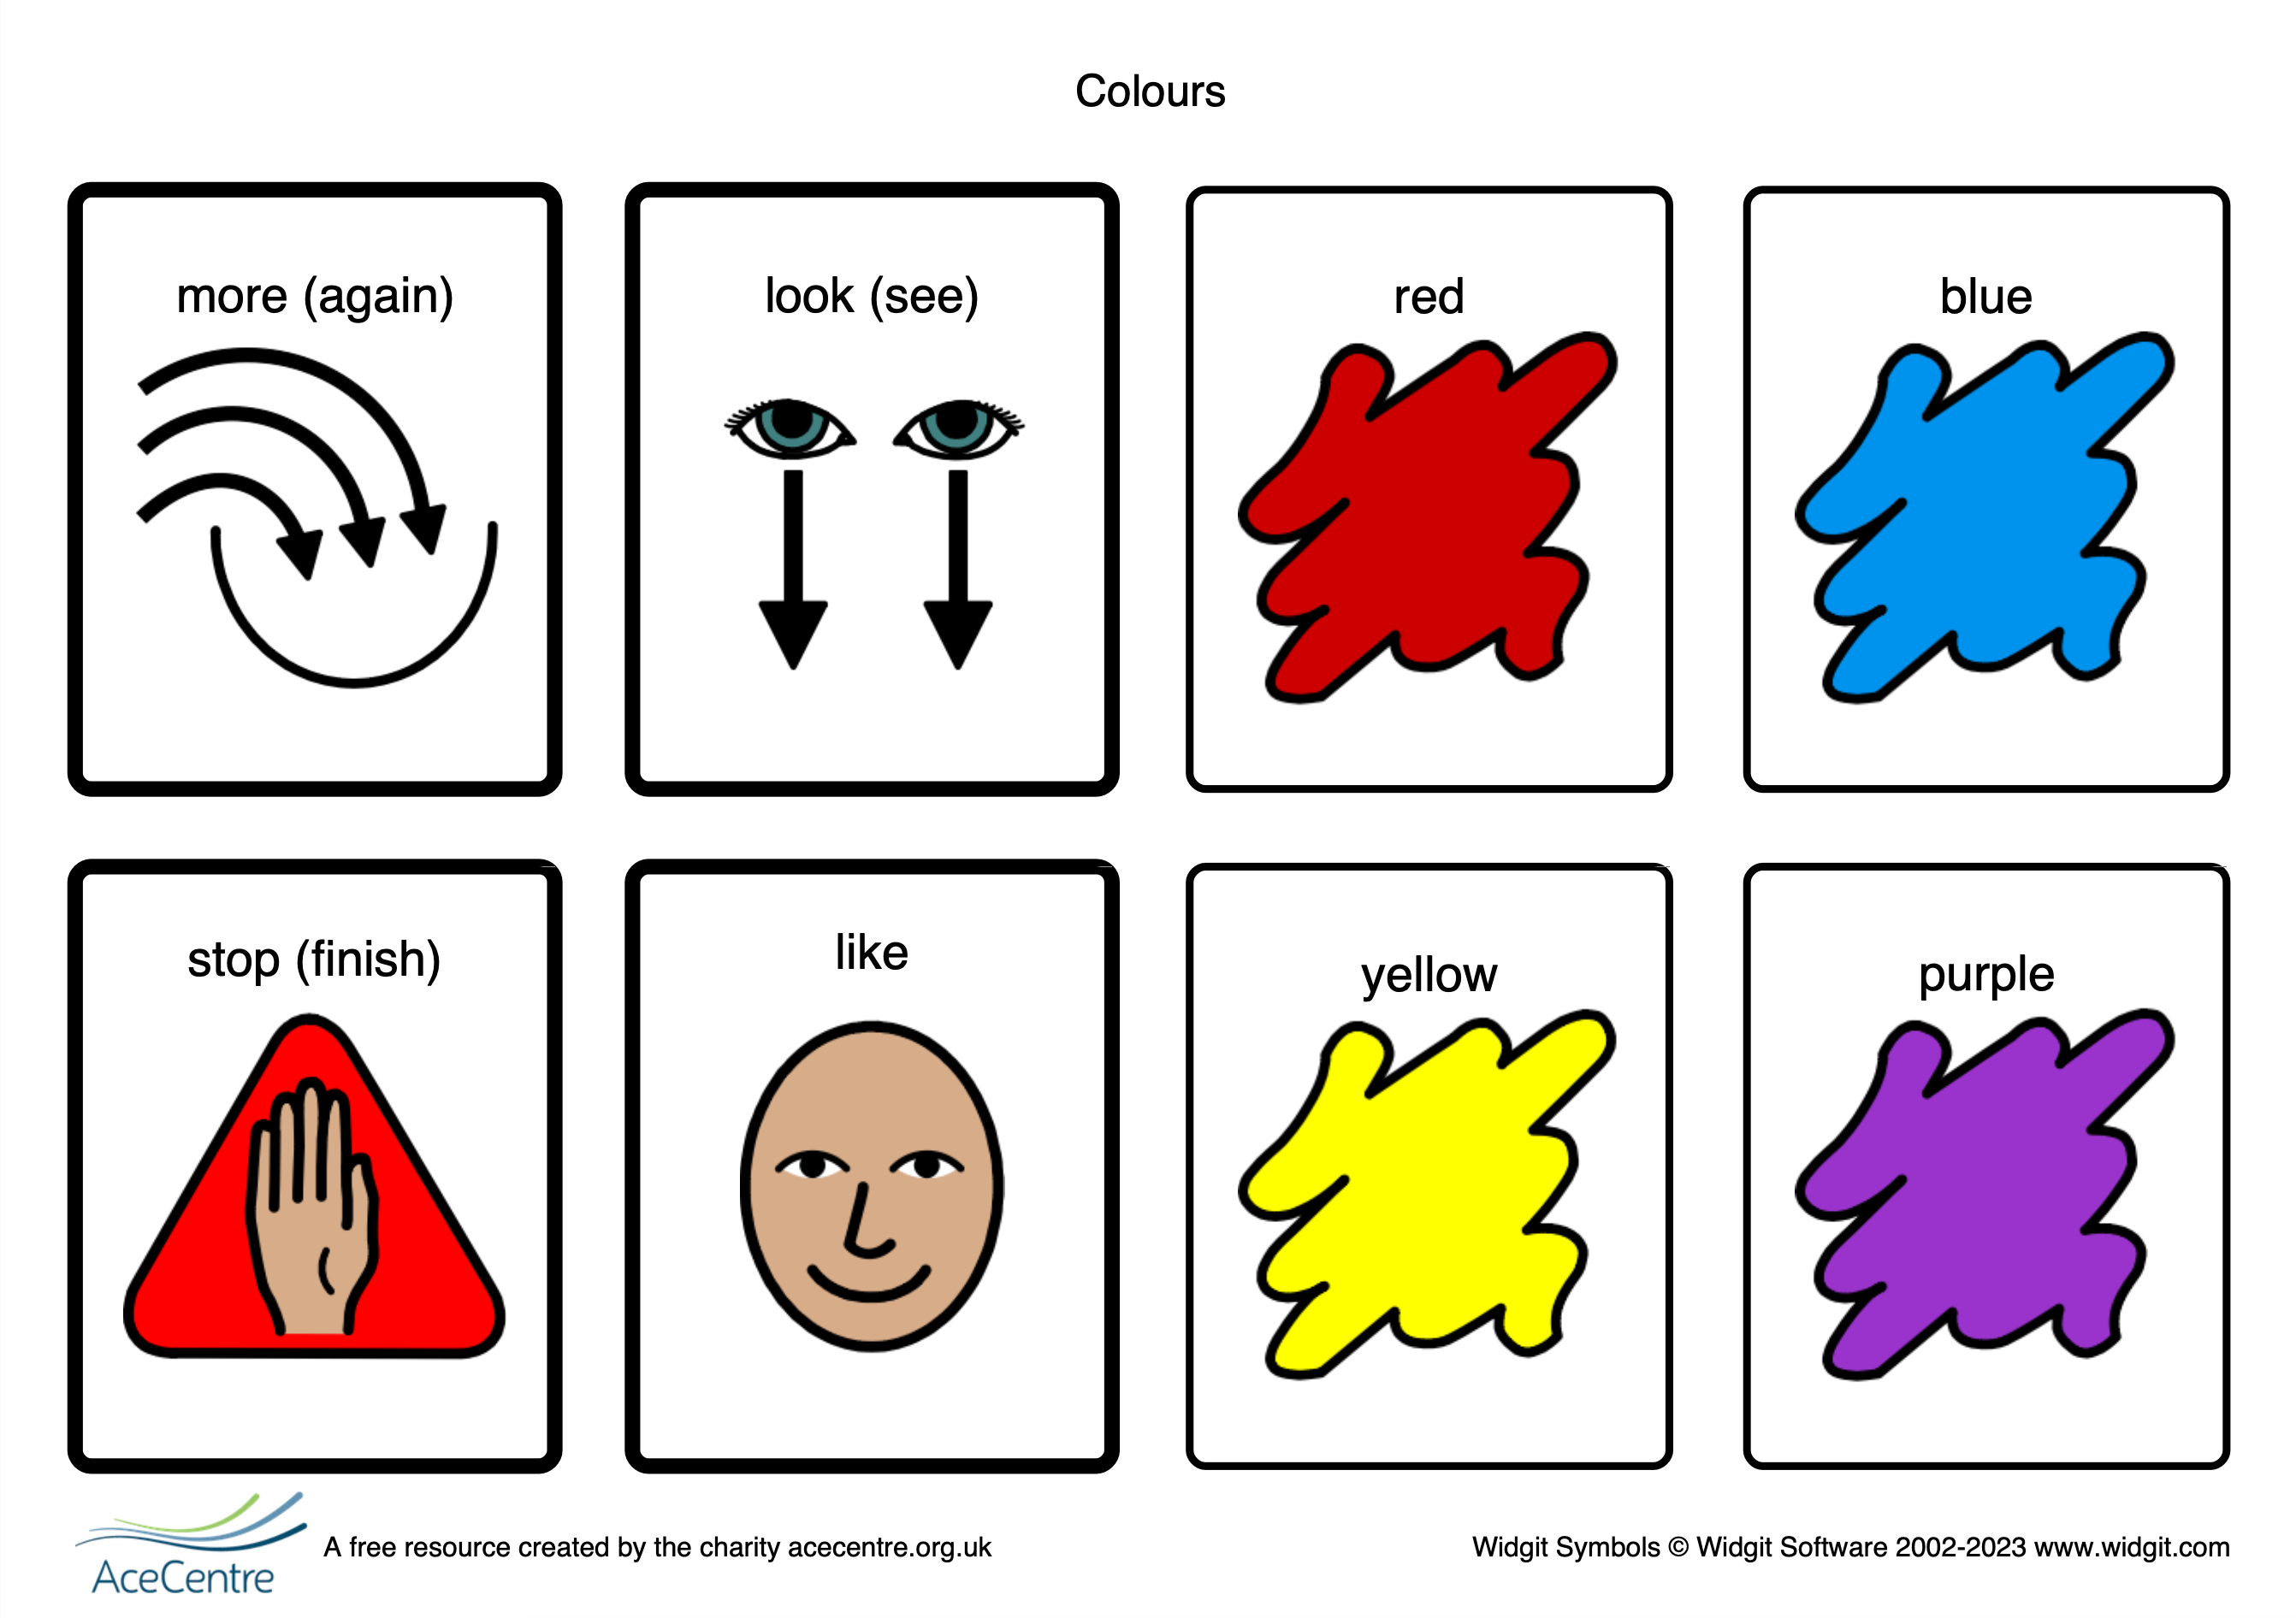 Colours
more (again)
look (see)
red
blue
stop (finish)
like
yellow
purple
AceCentre
A free resource created by the charity acecentre.org.uk
Widgit Symbols © Widgit Software 2002-2023 www.widgit.com